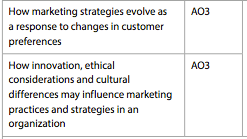 How marketing strategies evolve as AO3
a response to changes in customer
preferences
How innovation, ethical AO3
considerations and cultural
differences may influence marketing
practices and strategies in an
organization